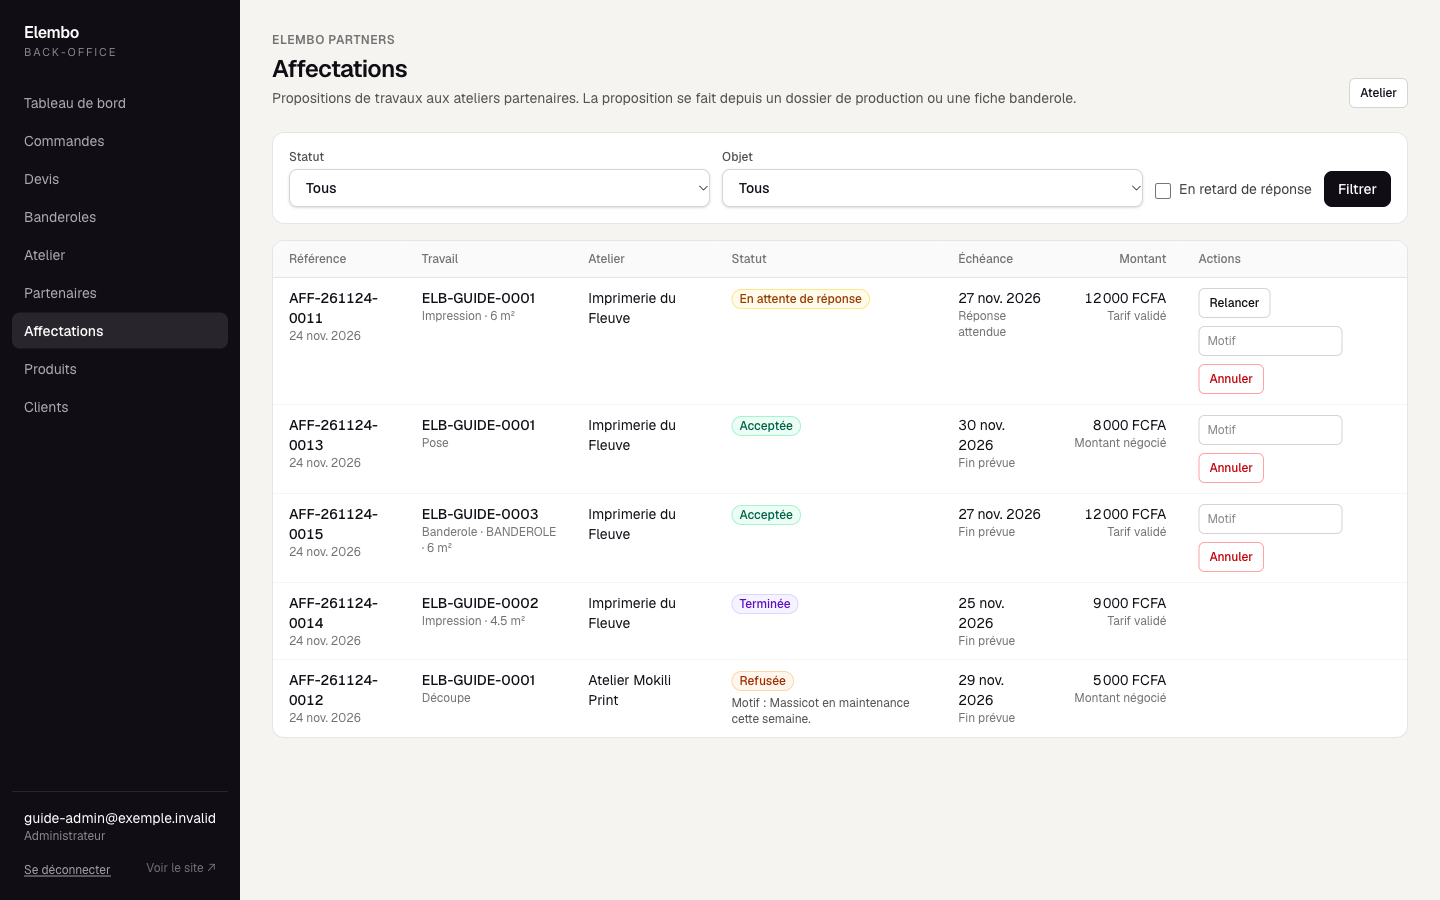 Elembo
BACK-OFFICE
Tableau de bord
Commandes
Devis
Banderoles
Atelier
Partenaires
Affectations
Produits
Clients
guide-admin@exemple.invalid
Administrateur
Se déconnecter
Voir le site ↗
ELEMBO PARTNERS
Affectations
Propositions de travaux aux ateliers partenaires. La proposition se fait depuis un dossier de production ou une fiche banderole.
Atelier
Statut
Tous
Objet
Tous
En retard de réponse
Filtrer
Référence
Travail
Atelier
Statut
Échéance
Montant
Actions
AFF-261124-
0011
24 nov. 2026
ELB-GUIDE-0001
Impression · 6 m²
Imprimerie du
Fleuve
En attente de réponse
27 nov. 2026
Réponse
attendue
12 000 FCFA
Tarif validé
Relancer
Motif
Annuler
AFF-261124-
0013
24 nov. 2026
ELB-GUIDE-0001
Pose
Imprimerie du
Fleuve
Acceptée
30 nov.
2026
Fin prévue
8 000 FCFA
Montant négocié
Motif
Annuler
AFF-261124-
0015
24 nov. 2026
ELB-GUIDE-0003
Banderole · BANDEROLE
· 6 m²
Imprimerie du
Fleuve
Acceptée
27 nov. 2026
Fin prévue
12 000 FCFA
Tarif validé
Motif
Annuler
AFF-261124-
0014
24 nov. 2026
ELB-GUIDE-0002
Impression · 4.5 m²
Imprimerie du
Fleuve
Terminée
25 nov.
2026
Fin prévue
9 000 FCFA
Tarif validé
AFF-261124-
0012
24 nov. 2026
ELB-GUIDE-0001
Découpe
Atelier Mokili
Print
Refusée
Motif : Massicot en maintenance
cette semaine.
29 nov.
2026
Fin prévue
5 000 FCFA
Montant négocié